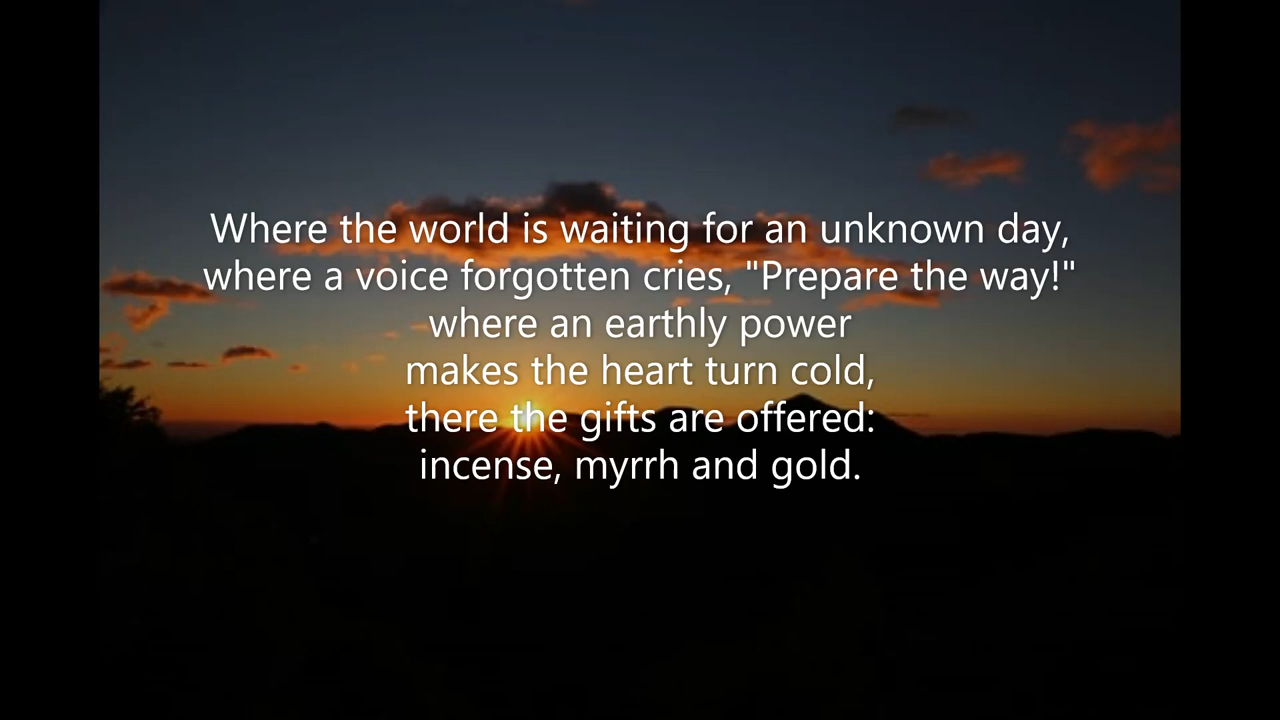 Where the world is waiting for an unknown day,
where a voice forgotten cries, "Prepare the way!"
where an earthly power
makes the heart turn cold,
there the gifts are offered:
incense, myrrh and gold.